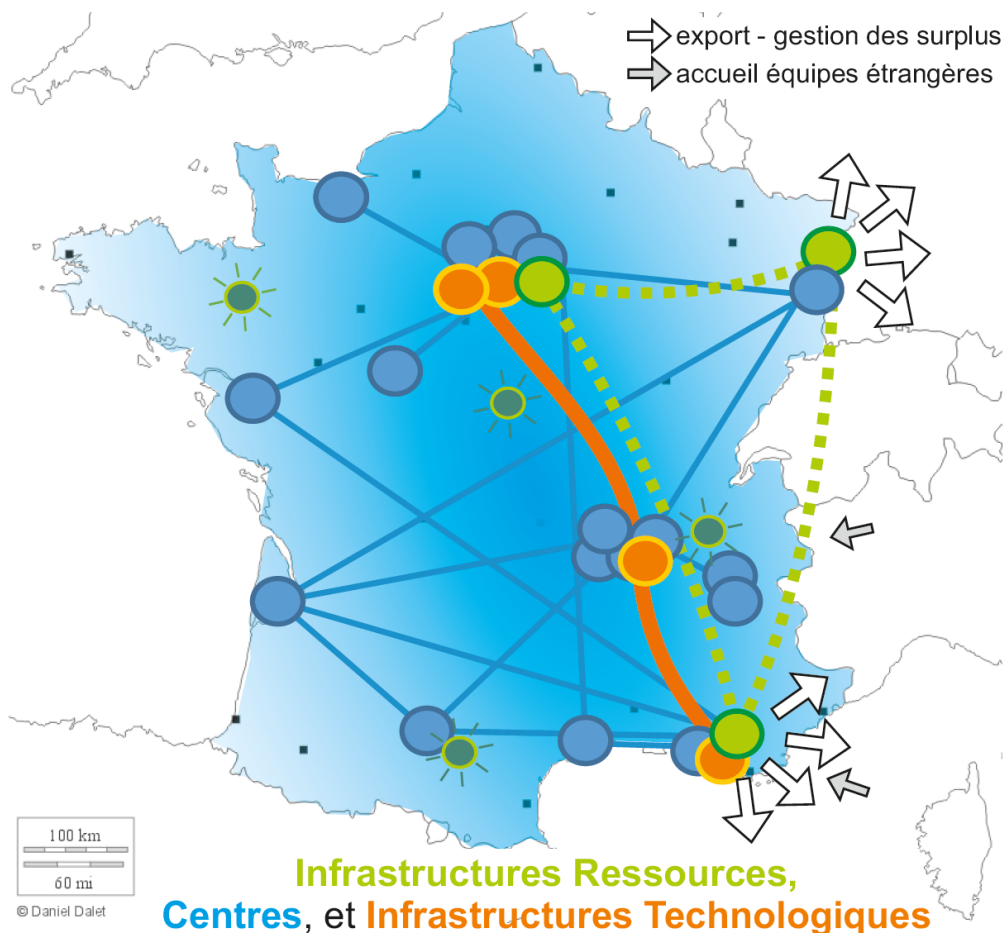 export - gestion des surplus
accueil équipes étrangères
100 km
60 mi
© Daniel Dalet
Infrastructures Ressources,
Centres, et Infrastructures Technologiques